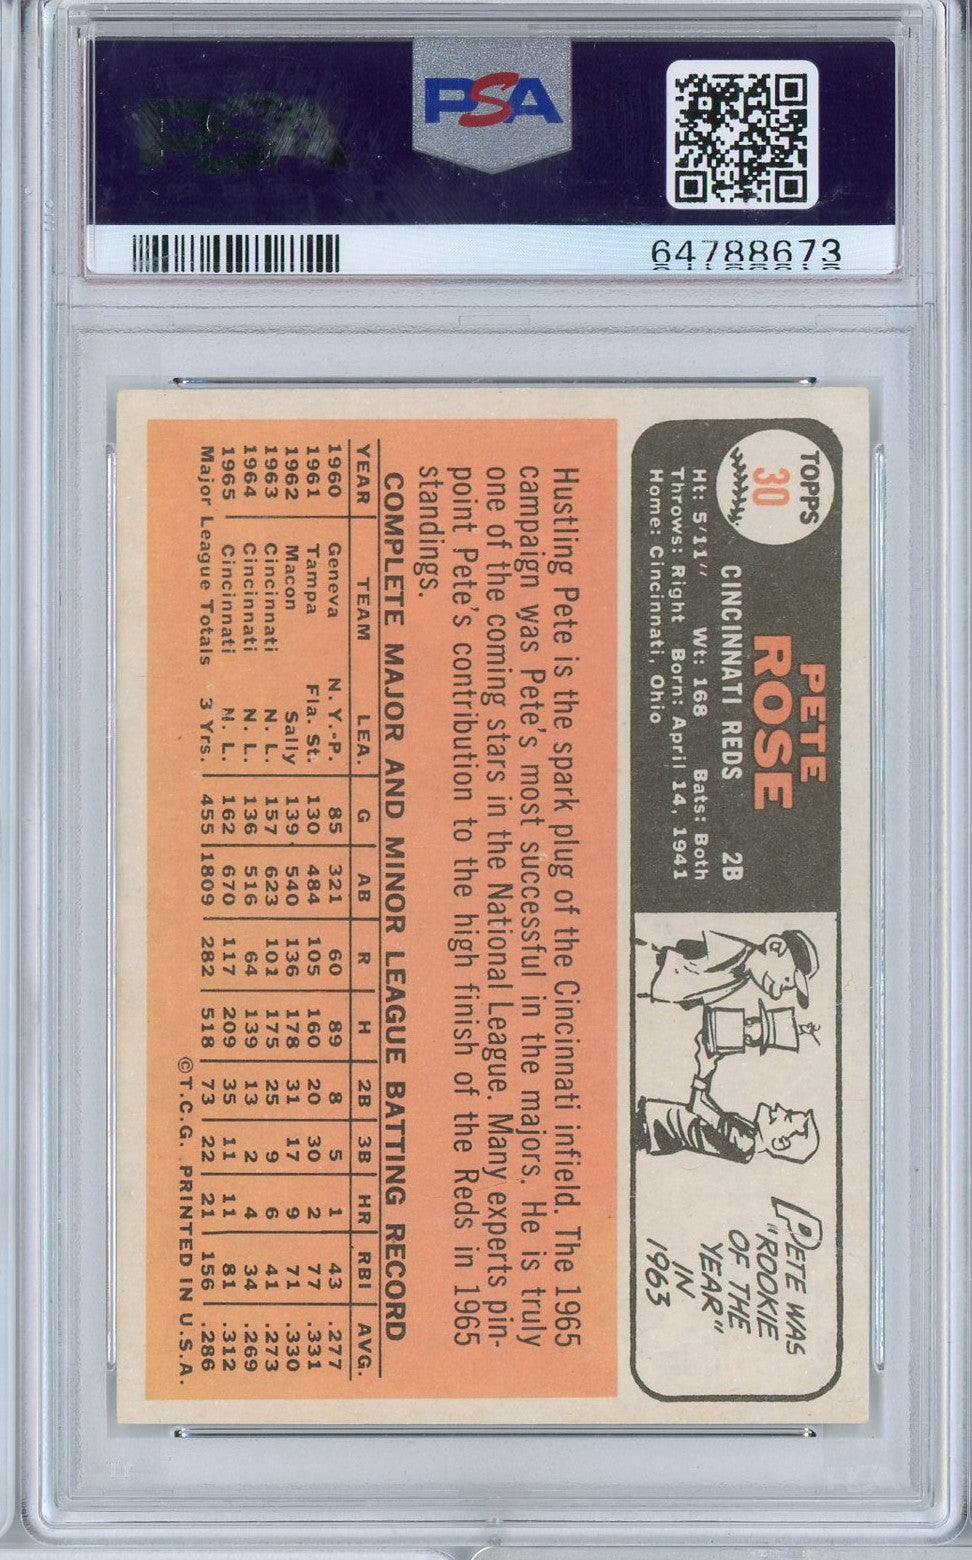 PSA
PSA
64788673
TOPPS
30
PETE
ROSE
CINCINNATI REDS 2B
Ht: 5'11" Wt: 168 Bats: Both
Throws: Right Born: April 14, 1941
Home: Cincinnati, Ohio
PETE WAS
"ROOKIE
OF THE
YEAR"
IN
1963
Hustling Pete is the spark plug of the Cincinnati infield. The 1965
campaign was Pete's most successful in the majors. He is truly
one of the coming stars in the National League. Many experts pin-
point Pete's contribution to the high finish of the Reds in 1965
standings.
COMPLETE MAJOR AND MINOR LEAGUE BATTING RECORD
YEAR TEAM LEA. G AB R H 2B 3B HR RBI AVG.
1960 Geneva N. Y.-P. 85 321 60 89 8 5 1 43 .277
1961 Tampa Fla. St. 130 484 105 160 20 30 2 77 .331
1962 Macon Sally 139 540 136 178 31 17 9 71 .330
1963 Cincinnati N. L. 157 623 101 175 25 9 6 41 .273
1964 Cincinnati N. L. 136 516 64 139 13 2 4 34 .269
1965 Cincinnati N. L. 162 670 117 209 35 11 11 81 .312
Major League Totals 3 Yrs. 455 1809 282 518 73 22 21 156 .286
©T.C.G. PRINTED IN U.S.A.